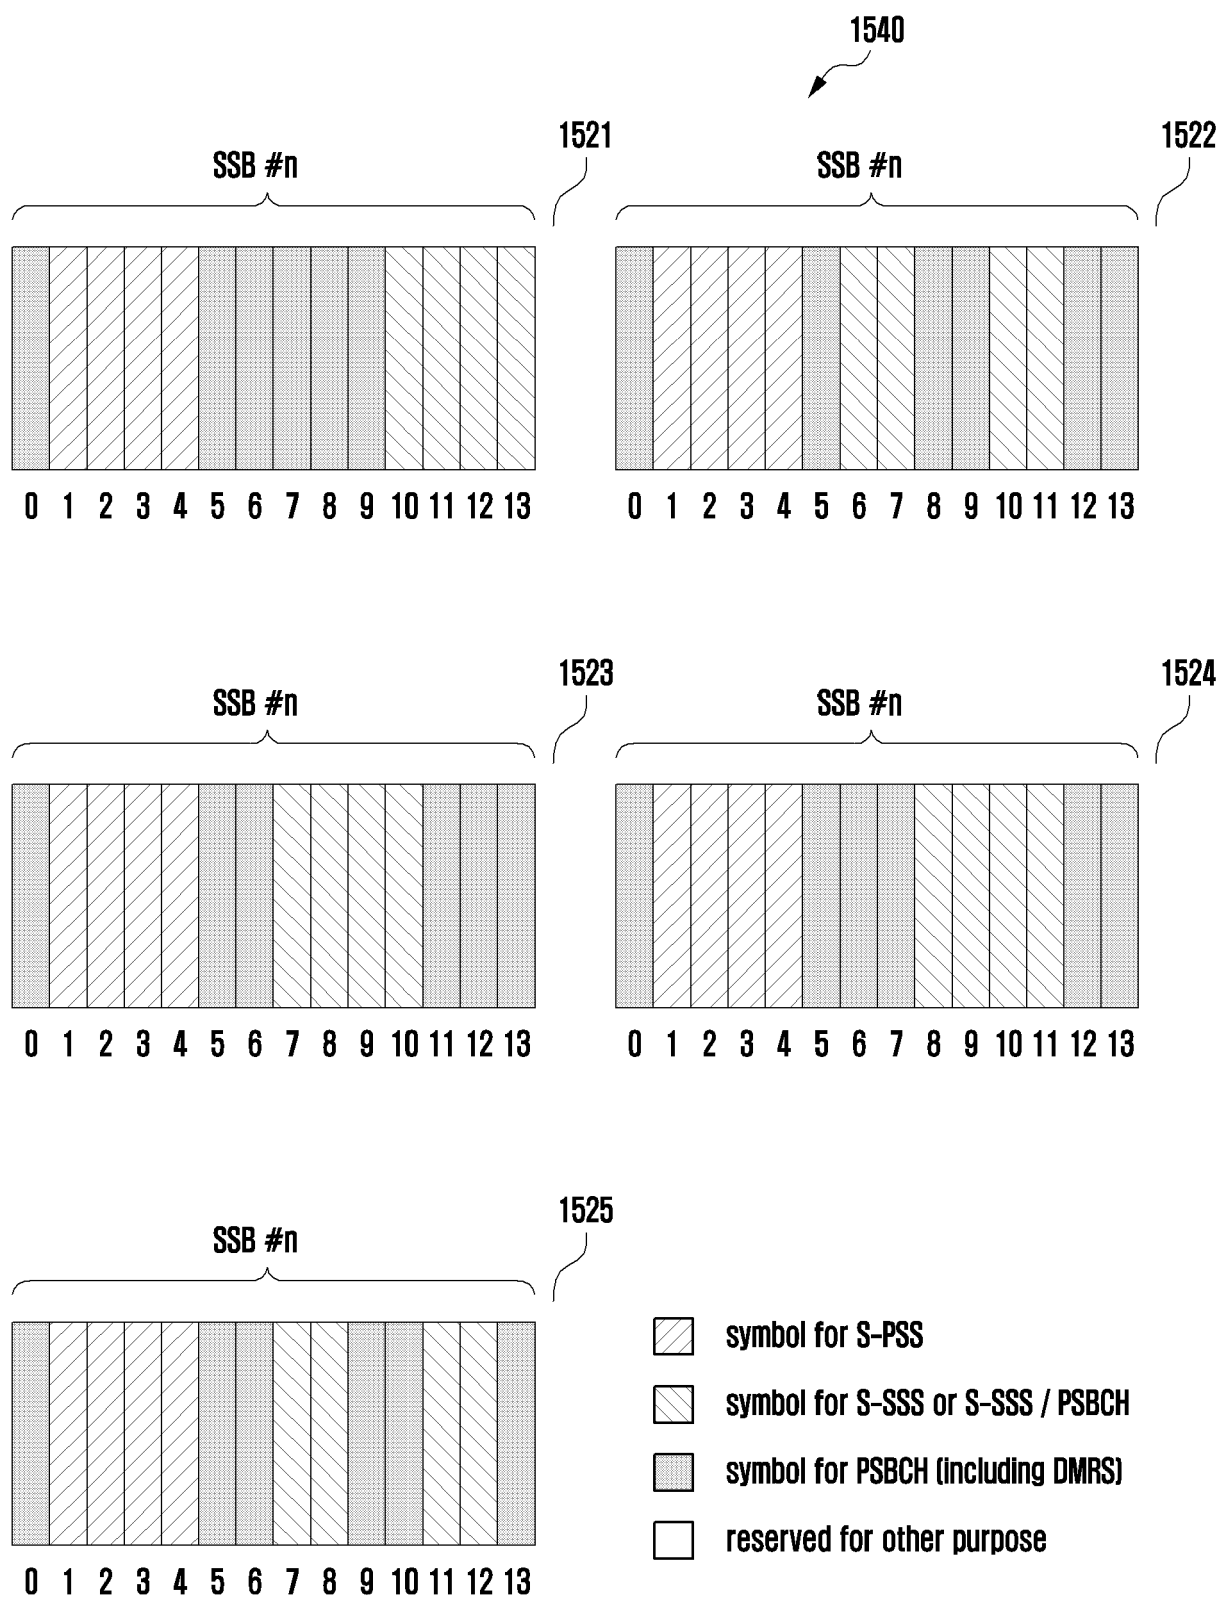 1540
1521
1522
SSB #n
SSB #n
0 1 2 3 4 5 6 7 8 9 10 11 12 13
0 1 2 3 4 5 6 7 8 9 10 11 12 13
1523
1524
SSB #n
SSB #n
0 1 2 3 4 5 6 7 8 9 10 11 12 13
0 1 2 3 4 5 6 7 8 9 10 11 12 13
1525
SSB #n
symbol for S-PSS
symbol for S-SSS or S-SSS / PSBCH
symbol for PSBCH (including DMRS)
reserved for other purpose
0 1 2 3 4 5 6 7 8 9 10 11 12 13